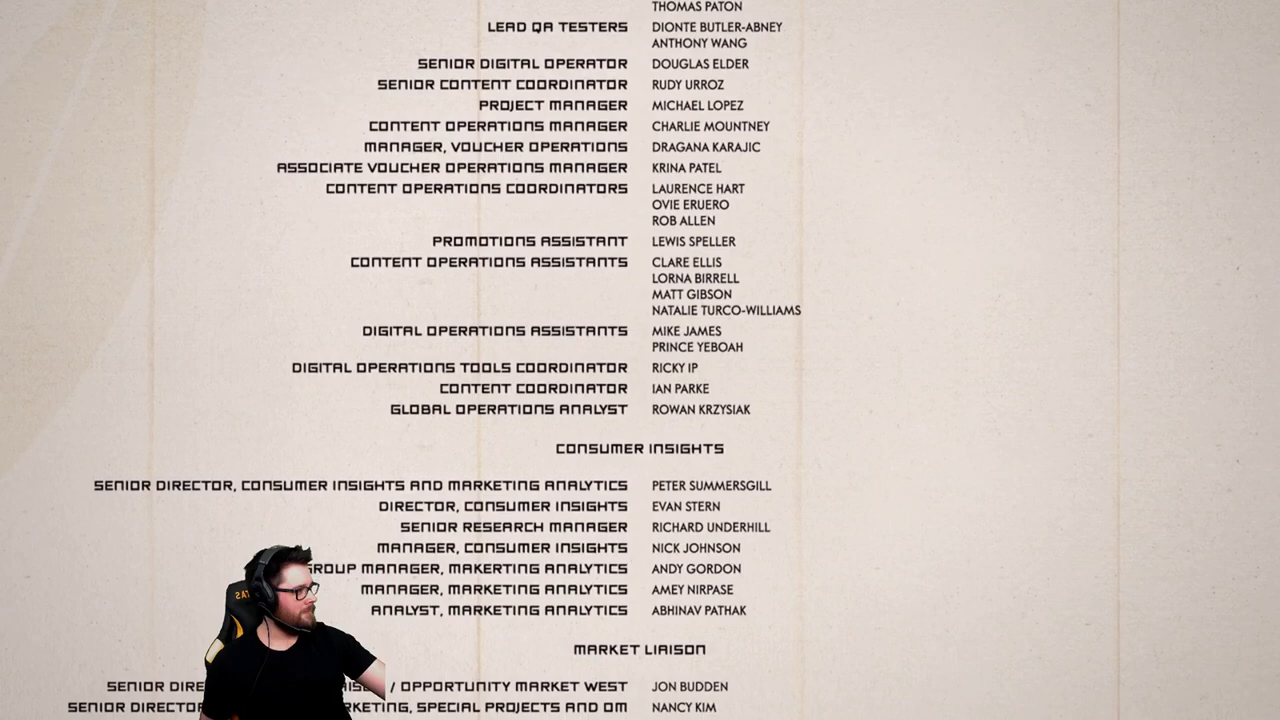 THOMAS PATON
LEAD QA TESTERS DIONTE BUTLER-ABNEY
ANTHONY WANG
SENIOR DIGITAL OPERATOR DOUGLAS ELDER
SENIOR CONTENT COORDINATOR RUDY URROZ
PROJECT MANAGER MICHAEL LOPEZ
CONTENT OPERATIONS MANAGER CHARLIE MOUNTNEY
MANAGER, VOUCHER OPERATIONS DRAGANA KARAJIC
ASSOCIATE VOUCHER OPERATIONS MANAGER KRINA PATEL
CONTENT OPERATIONS COORDINATORS LAURENCE HART
OVIE ERUERO
ROB ALLEN
PROMOTIONS ASSISTANT LEWIS SPELLER
CONTENT OPERATIONS ASSISTANTS CLARE ELLIS
LORNA BIRRELL
MATT GIBSON
NATALIE TURCO-WILLIAMS
DIGITAL OPERATIONS ASSISTANTS MIKE JAMES
PRINCE YEBOAH
DIGITAL OPERATIONS TOOLS COORDINATOR RICKY IP
CONTENT COORDINATOR IAN PARKE
GLOBAL OPERATIONS ANALYST ROWAN KRZYSIAK
CONSUMER INSIGHTS
SENIOR DIRECTOR, CONSUMER INSIGHTS AND MARKETING ANALYTICS PETER SUMMERSGILL
DIRECTOR, CONSUMER INSIGHTS EVAN STERN
SENIOR RESEARCH MANAGER RICHARD UNDERHILL
MANAGER, CONSUMER INSIGHTS NICK JOHNSON
GROUP MANAGER, MAKERTING ANALYTICS ANDY GORDON
MANAGER, MARKETING ANALYTICS AMEY NIRPASE
ANALYST, MARKETING ANALYTICS ABHINAV PATHAK
MARKET LIAISON
SENIOR / OPPORTUNITY MARKET WEST JON BUDDEN
SENIOR DIRECTOR SPECIAL PROJECTS AND OM NANCY KIM